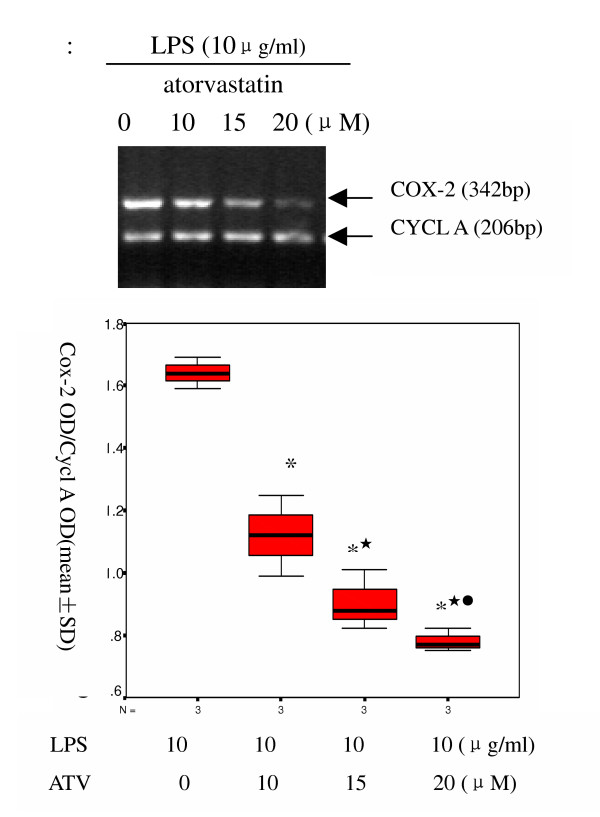 : LPS (10 μ g/ml)
atorvastatin
0 10 15 20 ( μ M)
COX-2 (342bp)
CYCL A (206bp)
Cox-2 OD/Cycl A OD(mean±SD)
1.8
1.6
1.4
1.2
1.0
.8
.6
* 
*★
*★●
N = 3 3 3 3
LPS 10 10 10 10 ( μ g/ml)
ATV 0 10 15 20 ( μ M)